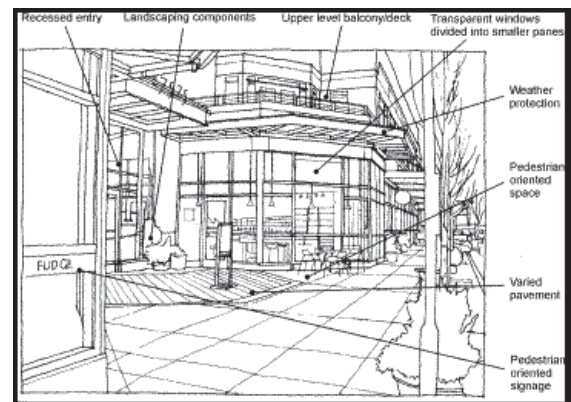 Recessed entry
Landscaping components
Upper level balcony/deck
Transparent windows
divided into smaller panes
Weather
protection
Pedestrian
oriented
space
FUDGE
Varied
pavement
Pedestrian
oriented
signage